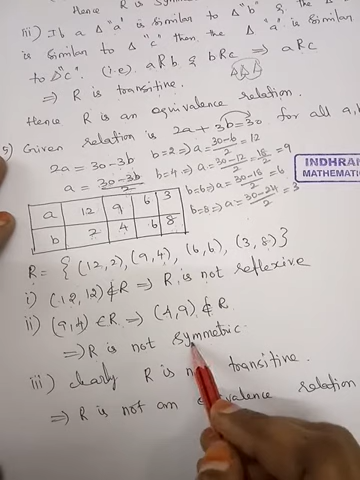 Hence R is symm
iii) If a Δ "a" is similar to Δ "b" & the Δ
is similar to Δ "c" then the Δ "a" is similar
to Δ "c". (i.e) aRb & bRc ⇒ aRc
⇒ R is transitive.
Hence R is an equivalence relation.
5) Given relation is 2a + 3b = 30 for all a,b
2a = 30-3b b=2 ⇒ a = 30-6/2 = 12
a = 30-3b/2 b=4 ⇒ a = 30-12/2 = 18/2 = 9
b=6 ⇒ a = 30-18/2 = 6
b=8 ⇒ a = 30-24/2 = 3
INDHRAN
MATHEMATIC
a 12 9 6 3
b 2 4 6 8
R = { (12,2), (9,4), (6,6), (3,8) }
i) (12,12) ∉ R ⇒ R is not reflexive
ii) (9,4) ∈ R ⇒ (4,9) ∉ R
⇒ R is not symmetric.
iii) clearly R is n transitive.
⇒ R is not an equivalence relation